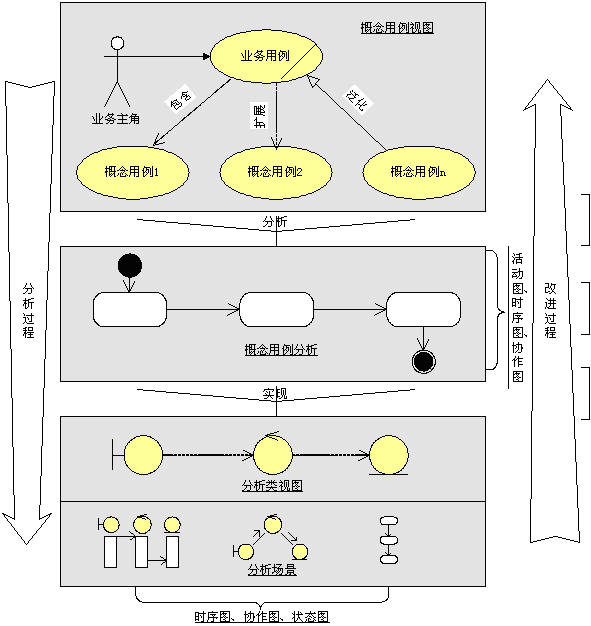 概念用例视图
业务用例
业务主角
包含
扩展
泛化
概念用例1
概念用例2
概念用例n
分析
分析过程
概念用例分析
活动图、时序图、协作图
改进过程
实现
分析类视图
分析场景
时序图、协作图、状态图